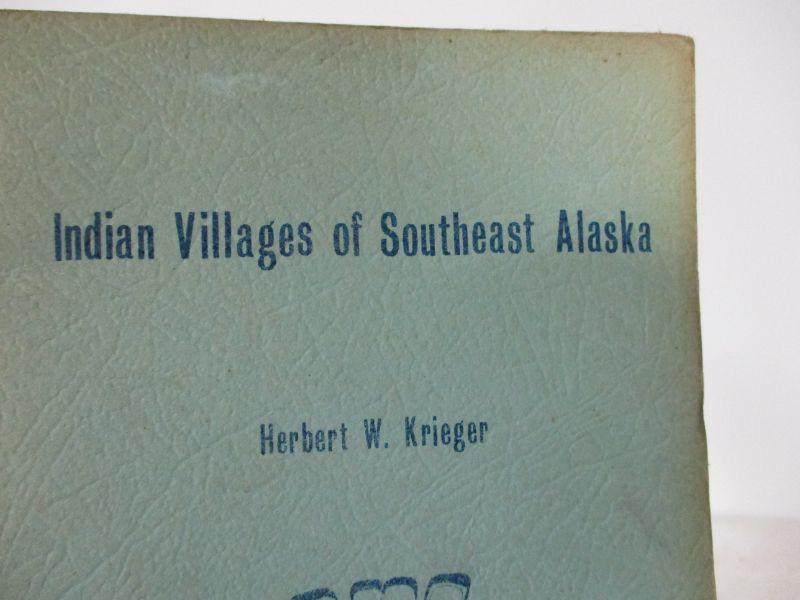 Indian Villages of Southeast Alaska
Herbert W. Krieger